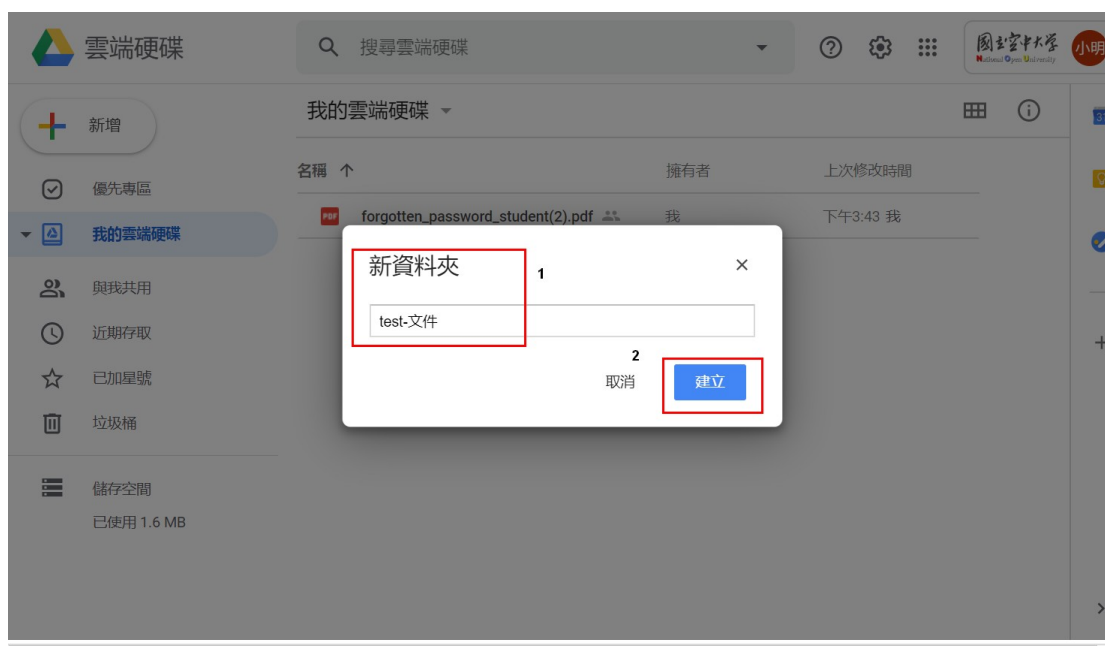 雲端硬碟
搜尋雲端硬碟
國立空中大學
National Open University
小明
新增
我的雲端硬碟
31
名稱
擁有者
上次修改時間
優先專區
PDF forgotten_password_student(2).pdf 我 下午3:43 我
我的雲端硬碟
新資料夾
1
與我共用
test-文件
近期存取
2
取消
建立
已加星號
垃圾桶
儲存空間
已使用 1.6 MB